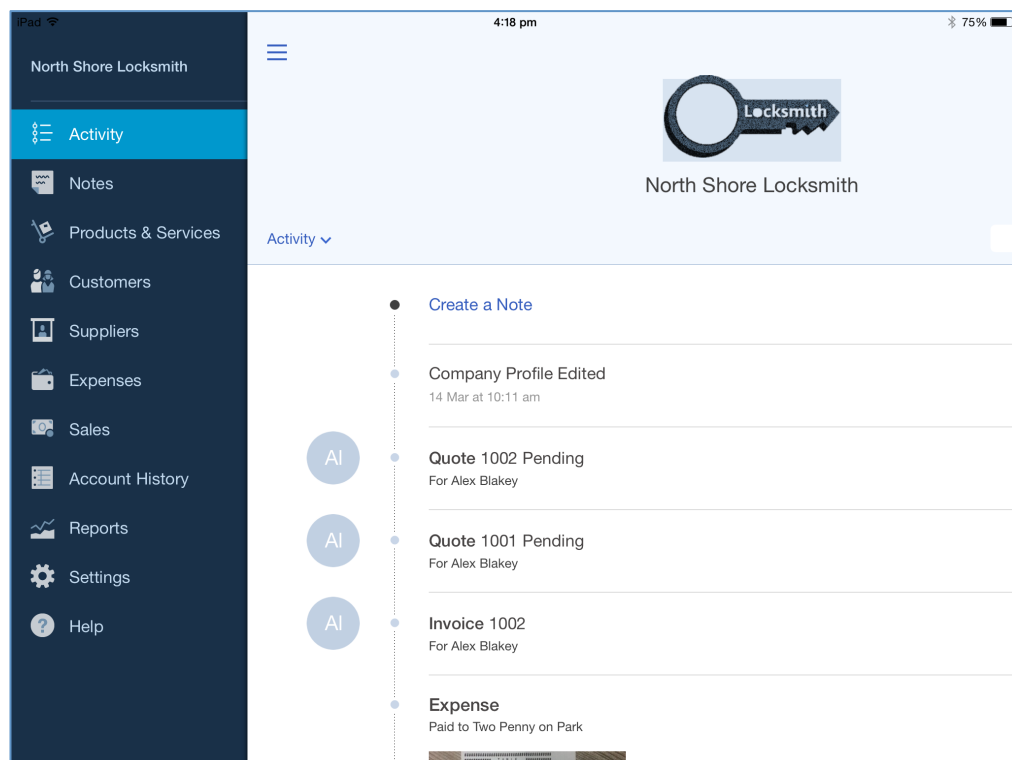 iPad 4:18 pm 75%
North Shore Locksmith
Activity
Notes
Products & Services
Customers
Suppliers
Expenses
Sales
Account History
Reports
Settings
Help
Locksmith
North Shore Locksmith
Activity
Create a Note
Company Profile Edited
14 Mar at 10:11 am
AI
Quote 1002 Pending
For Alex Blakey
AI
Quote 1001 Pending
For Alex Blakey
AI
Invoice 1002
For Alex Blakey
Expense
Paid to Two Penny on Park